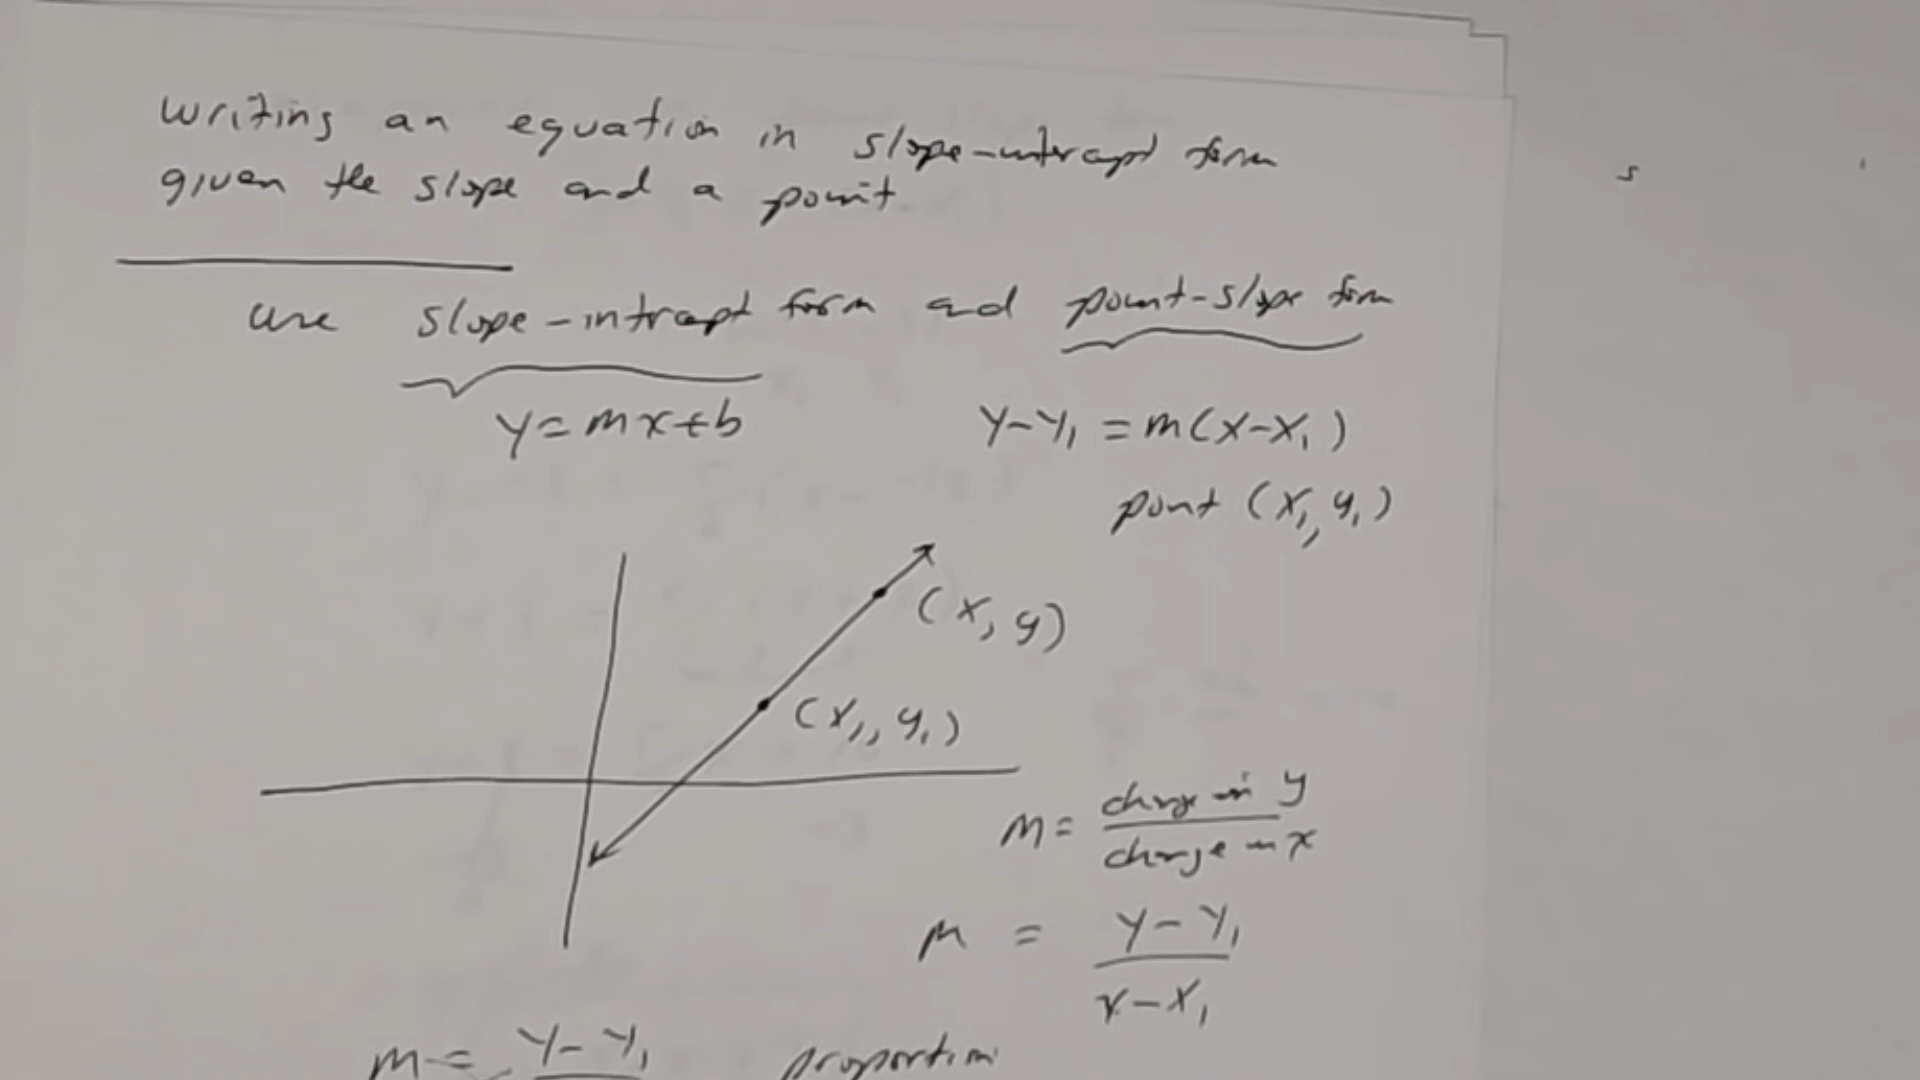 Writing an equation in slope-intercept form
given the slope and a point
use slope-intercept form and point-slope form
y=mx+b
y-y₁ = m(x-x₁)
point (x₁, y₁)
(x, y)
(x₁, y₁)
m = change in y / change in x
m = y-y₁ / x-x₁
m = y-y₁ proportion